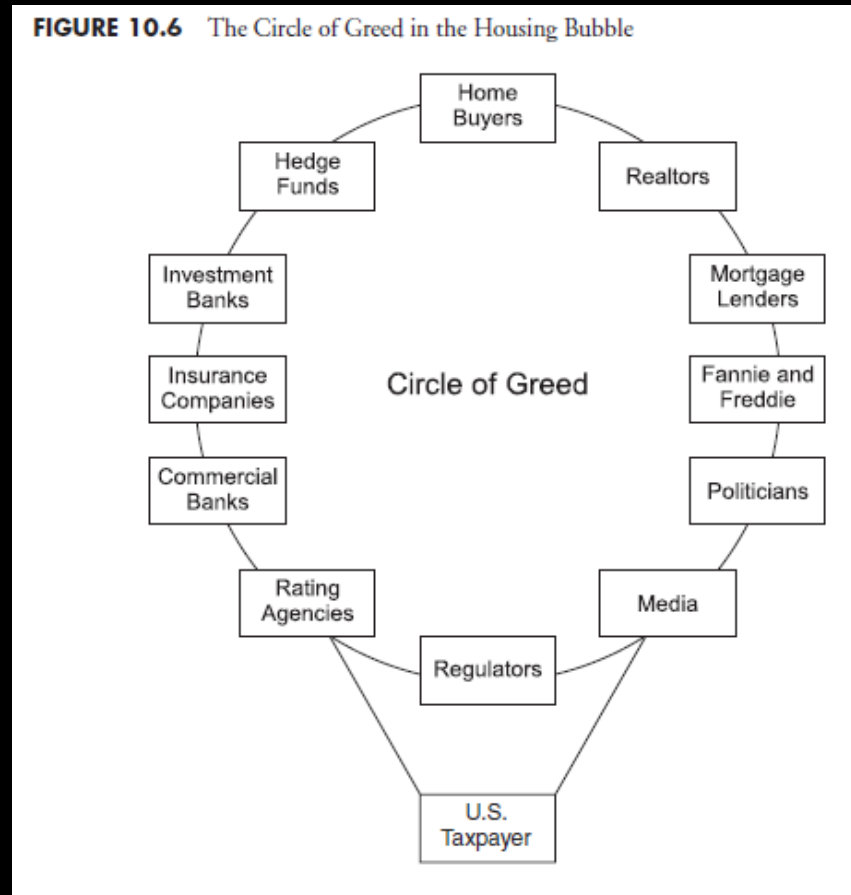 FIGURE 10.6 The Circle of Greed in the Housing Bubble
Home
Buyers
Hedge
Funds
Realtors
Investment
Banks
Mortgage
Lenders
Insurance
Companies
Circle of Greed
Fannie and
Freddie
Commercial
Banks
Politicians
Rating
Agencies
Media
Regulators
U.S.
Taxpayer